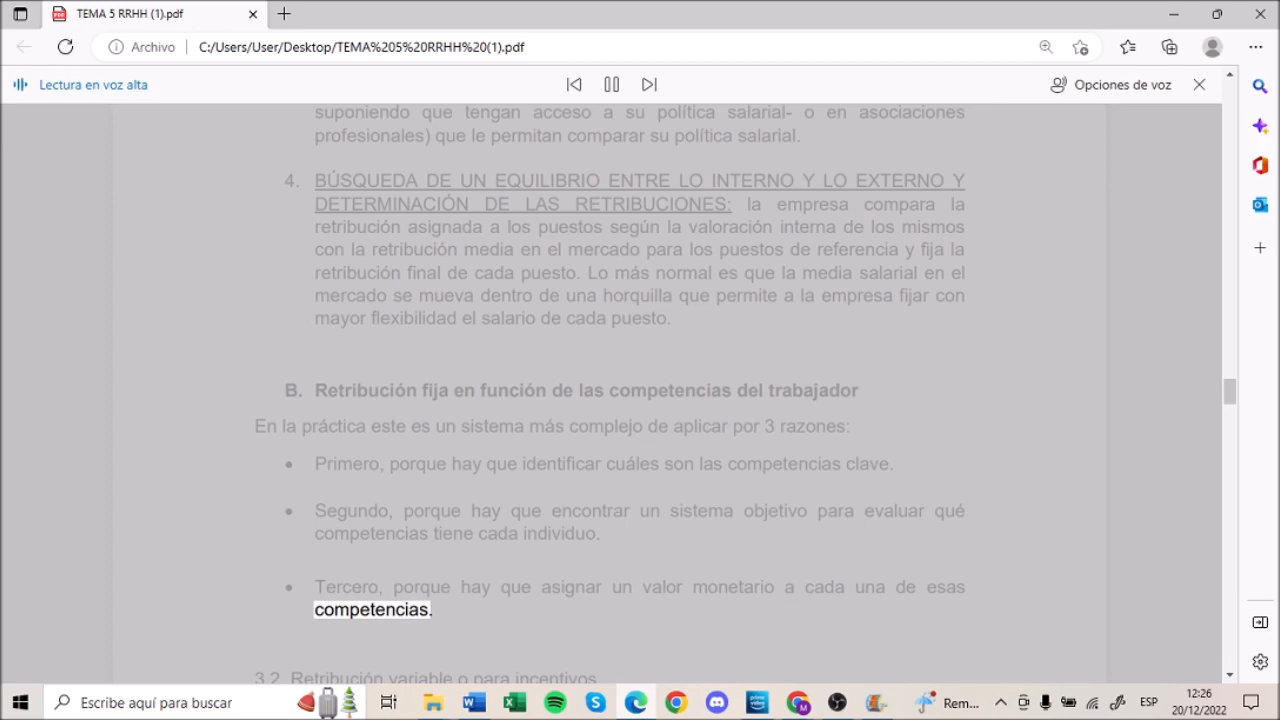 TEMA 5 RRHH (1).pdf
Archivo
C:/Users/User/Desktop/TEMA%205%20RRHH%20(1).pdf
Lectura en voz alta
Opciones de voz
suponiendo que tengan acceso a su política salarial- o en asociaciones
profesionales) que le permitan comparar su política salarial.
4. BÚSQUEDA DE UN EQUILIBRIO ENTRE LO INTERNO Y LO EXTERNO Y
DETERMINACIÓN DE LAS RETRIBUCIONES: la empresa compara la
retribución asignada a los puestos según la valoración interna de los mismos
con la retribución media en el mercado para los puestos de referencia y fija la
retribución final de cada puesto. Lo más normal es que la media salarial en el
mercado se mueva dentro de una horquilla que permite a la empresa fijar con
mayor flexibilidad el salario de cada puesto.
B. Retribución fija en función de las competencias del trabajador
En la práctica este es un sistema más complejo de aplicar por 3 razones:
• Primero, porque hay que identificar cuáles son las competencias clave.
• Segundo, porque hay que encontrar un sistema objetivo para evaluar qué
competencias tiene cada individuo.
• Tercero, porque hay que asignar un valor monetario a cada una de esas
competencias.
3.2. Retribución variable o para incentivos
Escribe aquí para buscar
Rem...
ESP
12:26
20/12/2022